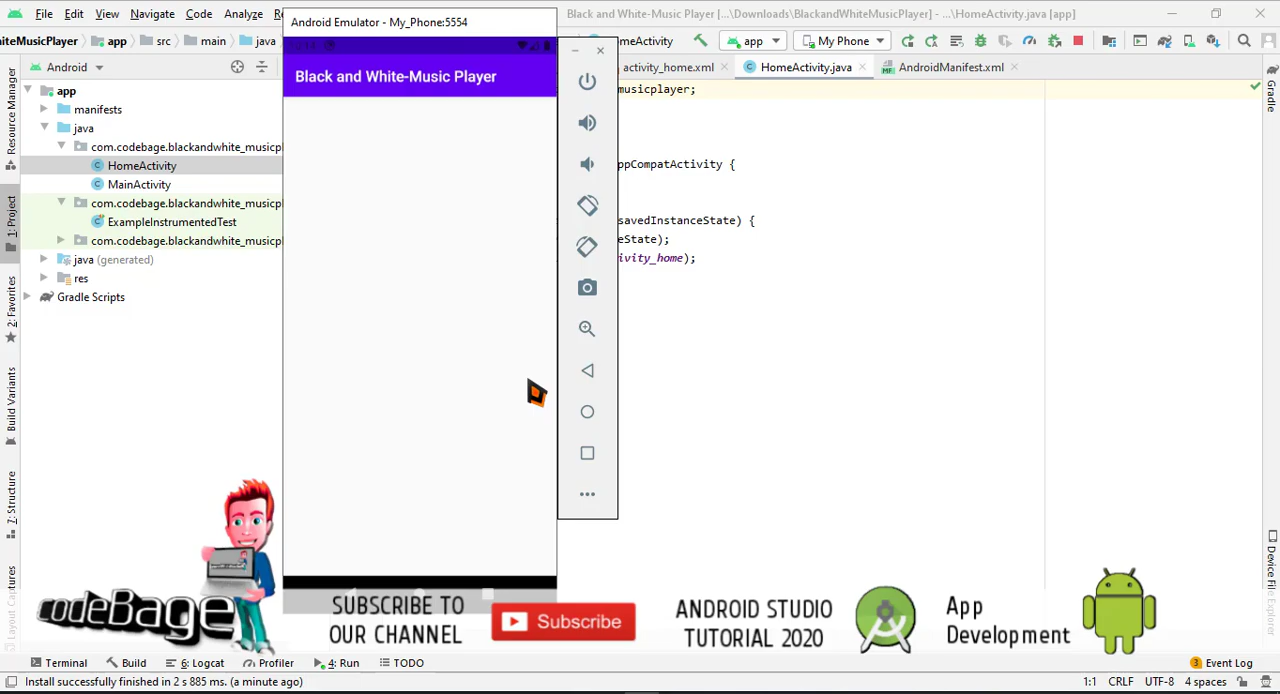 File Edit View Navigate Code Analyze
Android Emulator - My_Phone:5554
Black and White-Music Player [...\Downloads\BlackandWhiteMusicPlayer] - ...\HomeActivity.java [app]
iteMusicPlayer app src main java
meActivity app My Phone
Android
activity_home.xml HomeActivity.java AndroidManifest.xml
Black and White-Music Player
app
manifests
java
com.codebage.blackandwhite_musicpl
HomeActivity
MainActivity
com.codebage.blackandwhite_musicpl
ExampleInstrumentedTest
com.codebage.blackandwhite_musicpl
java (generated)
res
Gradle Scripts
musicplayer;
ppCompatActivity {
savedInstanceState) {
eState);
ivity_home);
Resource Manager
1: Project
2: Favorites
Build Variants
7: Structure
Layout Captures
Gradle
Device File Explorer
codeBage
SUBSCRIBE TO
OUR CHANNEL
Subscribe
ANDROID STUDIO
TUTORIAL 2020
App
Development
Terminal Build 6: Logcat Profiler 4: Run TODO
3 Event Log
Install successfully finished in 2 s 885 ms. (a minute ago)
1:1 CRLF UTF-8 4 spaces